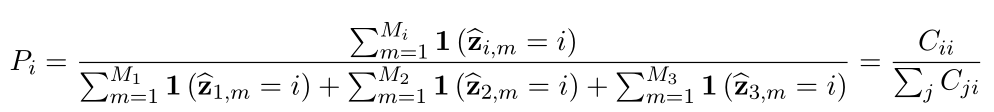 $P_i = \frac{\sum_{m=1}^{M_i} \mathbf{1}\left(\widehat{\mathbf{z}}_{i,m} = i\right)}{\sum_{m=1}^{M_1} \mathbf{1}\left(\widehat{\mathbf{z}}_{1,m} = i\right) + \sum_{m=1}^{M_2} \mathbf{1}\left(\widehat{\mathbf{z}}_{2,m} = i\right) + \sum_{m=1}^{M_3} \mathbf{1}\left(\widehat{\mathbf{z}}_{3,m} = i\right)} = \frac{C_{ii}}{\sum_j C_{ji}}$